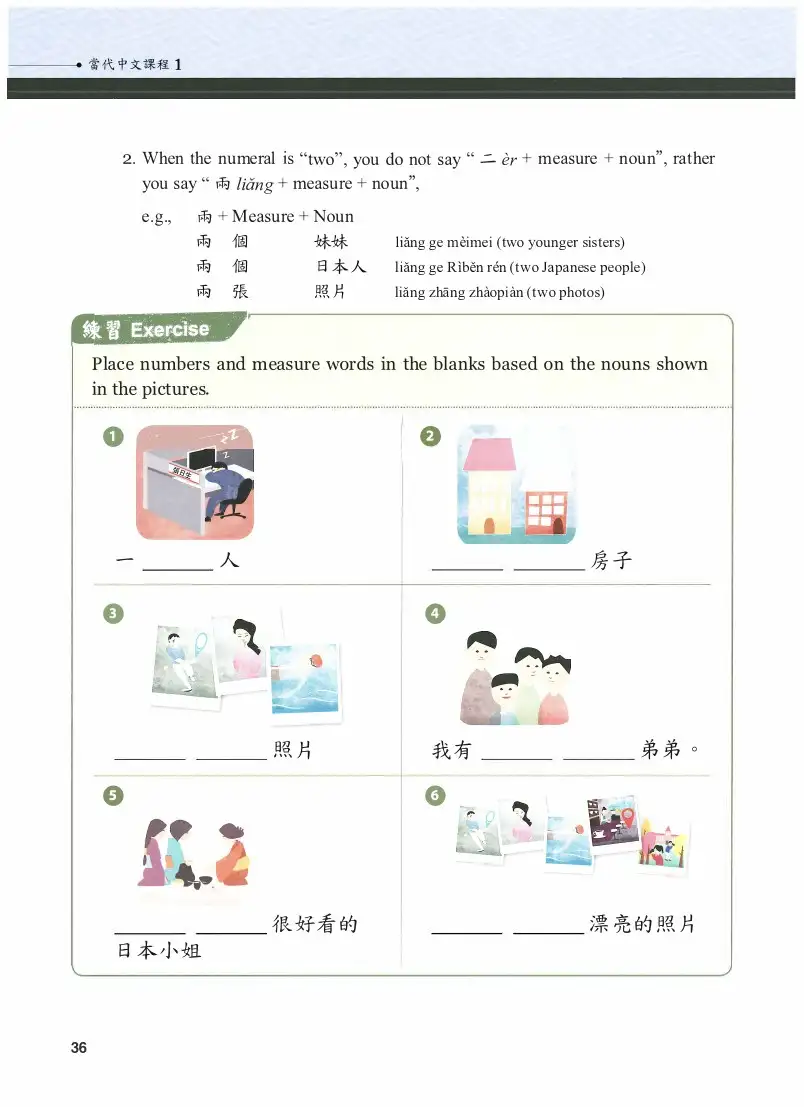 當代中文課程 1
2. When the numeral is “two”, you do not say “ 二 èr + measure + noun”, rather
you say “ 兩 liǎng + measure + noun”,
e.g., 兩 + Measure + Noun
兩 個 妹妹 liǎng ge mèimei (two younger sisters)
兩 個 日本人 liǎng ge Rìběn rén (two Japanese people)
兩 張 照片 liǎng zhāng zhàopiàn (two photos)
練習 Exercise
Place numbers and measure words in the blanks based on the nouns shown
in the pictures.
1
張日生
z z Z
一 ______ 人
2
______ ______ 房子
3
______ ______ 照片
4
我有 ______ ______ 弟弟。
5
______ ______ 很好看的
日本小姐
6
______ ______ 漂亮的照片
36